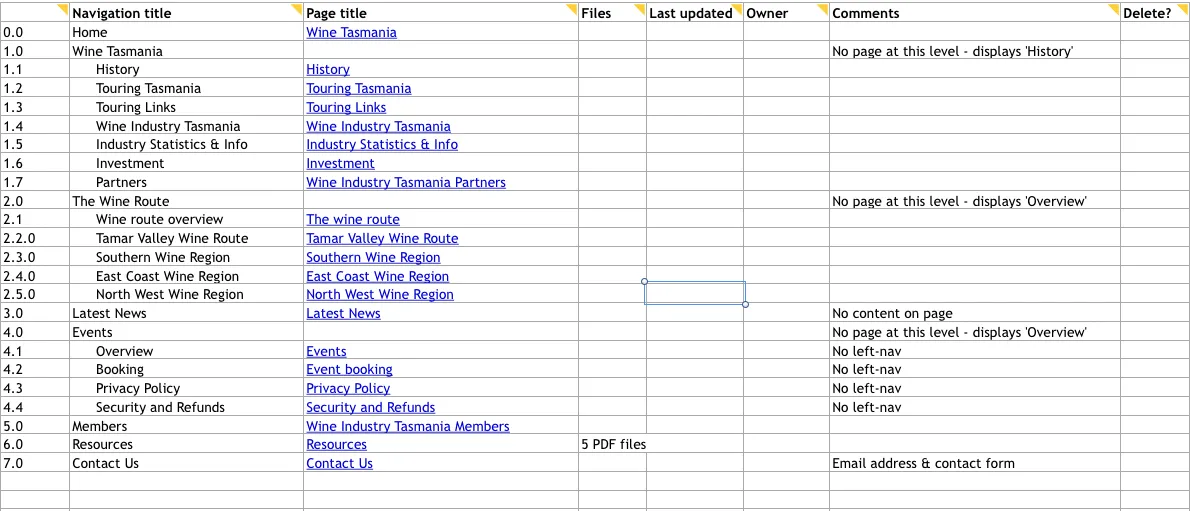 Navigation title Page title Files Last updated Owner Comments Delete?
0.0 Home Wine Tasmania
1.0 Wine Tasmania No page at this level - displays 'History'
1.1 History History
1.2 Touring Tasmania Touring Tasmania
1.3 Touring Links Touring Links
1.4 Wine Industry Tasmania Wine Industry Tasmania
1.5 Industry Statistics & Info Industry Statistics & Info
1.6 Investment Investment
1.7 Partners Wine Industry Tasmania Partners
2.0 The Wine Route No page at this level - displays 'Overview'
2.1 Wine route overview The wine route
2.2.0 Tamar Valley Wine Route Tamar Valley Wine Route
2.3.0 Southern Wine Region Southern Wine Region
2.4.0 East Coast Wine Region East Coast Wine Region
2.5.0 North West Wine Region North West Wine Region
3.0 Latest News Latest News No content on page
4.0 Events No page at this level - displays 'Overview'
4.1 Overview Events No left-nav
4.2 Booking Event booking No left-nav
4.3 Privacy Policy Privacy Policy No left-nav
4.4 Security and Refunds Security and Refunds No left-nav
5.0 Members Wine Industry Tasmania Members
6.0 Resources Resources 5 PDF files
7.0 Contact Us Contact Us Email address & contact form